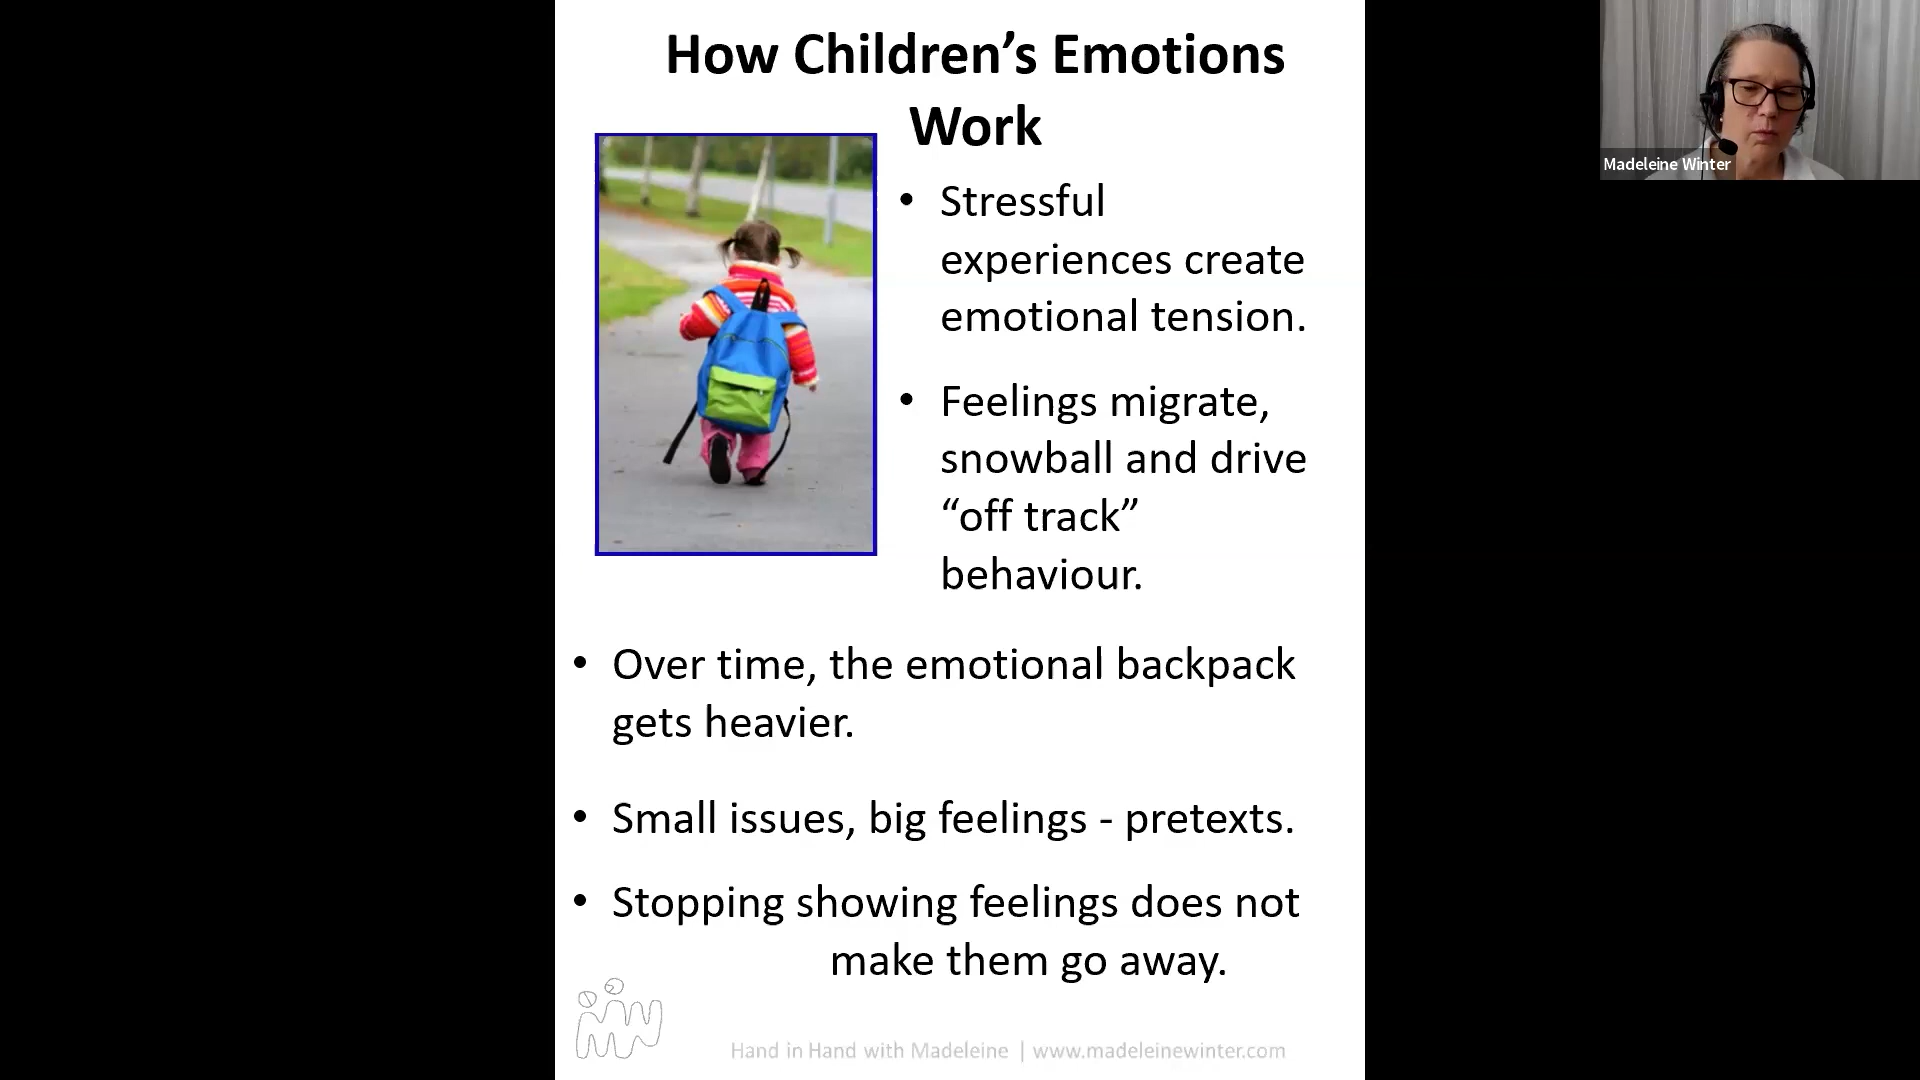 How Children’s Emotions
Work
• Stressful
experiences create
emotional tension.
• Feelings migrate,
snowball and drive
“off track”
behaviour.
• Over time, the emotional backpack
gets heavier.
• Small issues, big feelings - pretexts.
• Stopping showing feelings does not
make them go away.
Hand in Hand with Madeleine | www.madeleinewinter.com
Madeleine Winter